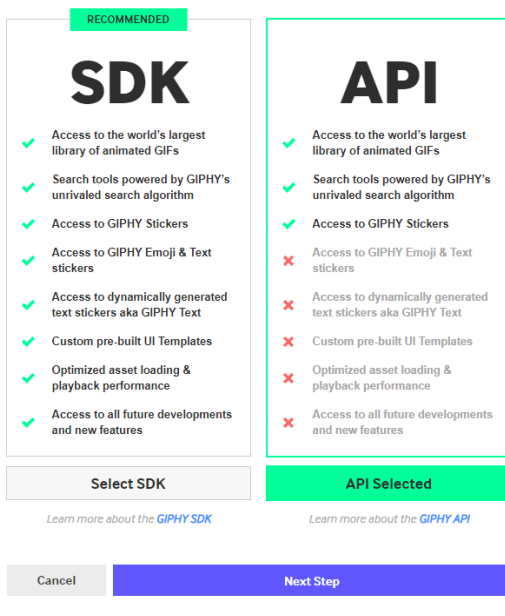 RECOMMENDED
SDK
Access to the world's largest
library of animated GIFs
Search tools powered by GIPHY's
unrivaled search algorithm
Access to GIPHY Stickers
Access to GIPHY Emoji & Text
stickers
Access to dynamically generated
text stickers aka GIPHY Text
Custom pre-built UI Templates
Optimized asset loading &
playback performance
Access to all future developments
and new features
Select SDK
Learn more about the GIPHY SDK
API
Access to the world's largest
library of animated GIFs
Search tools powered by GIPHY's
unrivaled search algorithm
Access to GIPHY Stickers
Access to GIPHY Emoji & Text
stickers
Access to dynamically generated
text stickers aka GIPHY Text
Custom pre-built UI Templates
Optimized asset loading &
playback performance
Access to all future developments
and new features
API Selected
Learn more about the GIPHY API
Cancel
Next Step